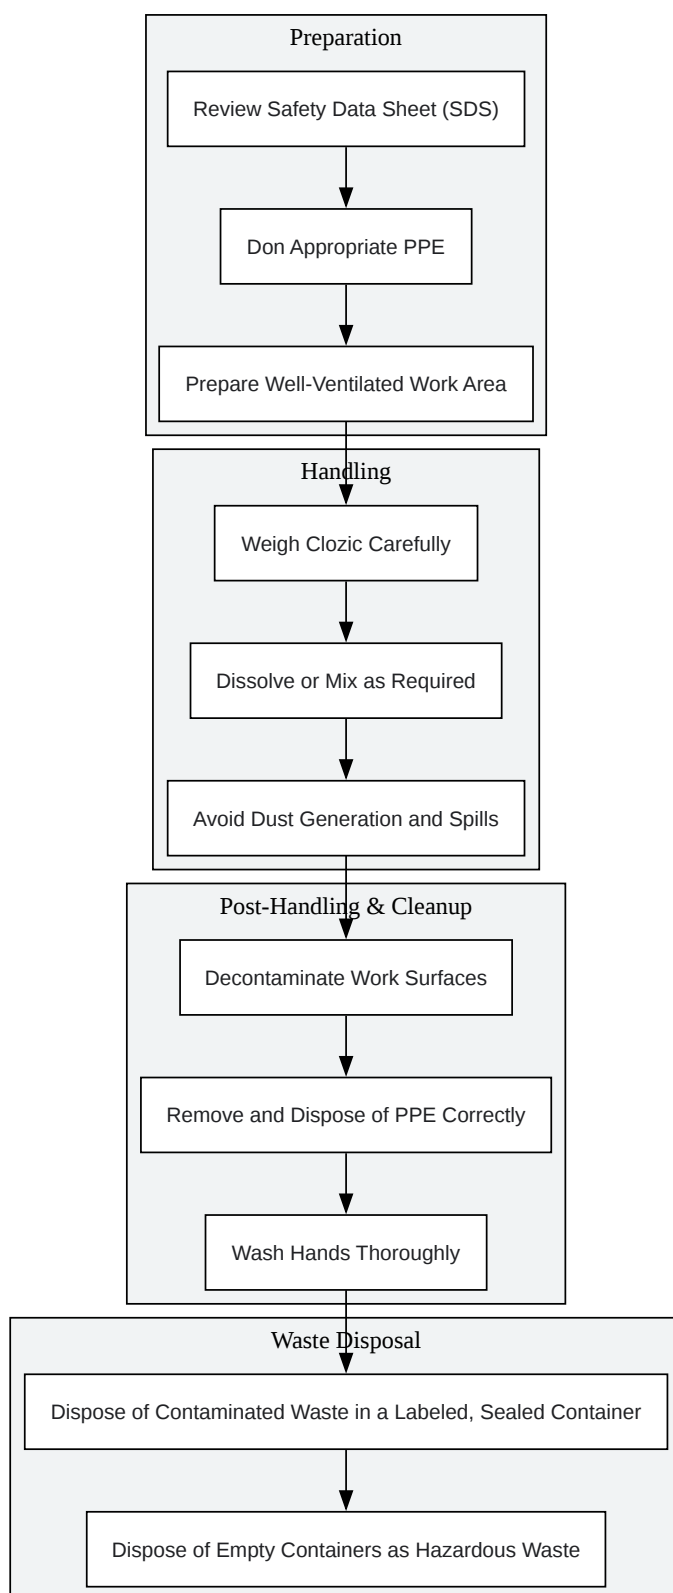 Preparation
Review Safety Data Sheet (SDS)
Don Appropriate PPE
Prepare Well-Ventilated Work Area
Handling
Weigh Clozic Carefully
Dissolve or Mix as Required
Avoid Dust Generation and Spills
Post-Handling & Cleanup
Decontaminate Work Surfaces
Remove and Dispose of PPE Correctly
Wash Hands Thoroughly
Waste Disposal
Dispose of Contaminated Waste in a Labeled, Sealed Container
Dispose of Empty Containers as Hazardous Waste